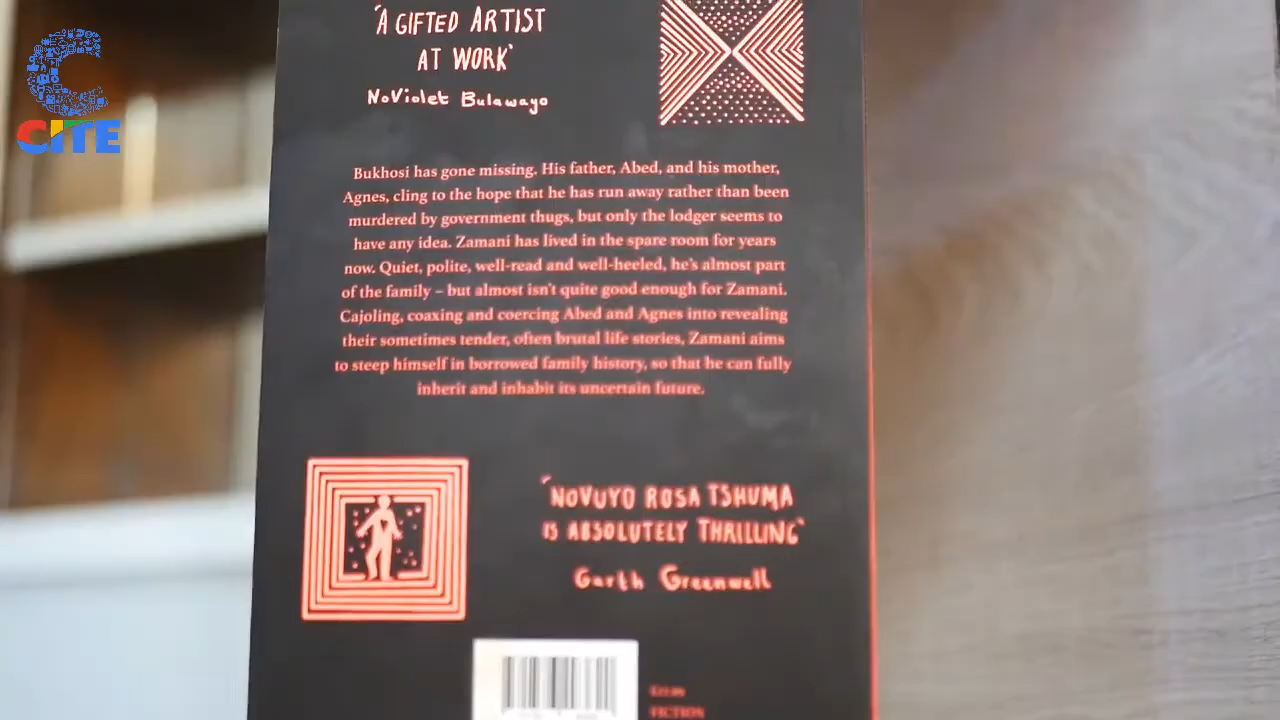 CITE
'A GIFTED ARTIST
AT WORK'
NoViolet Bulawayo
Bukhosi has gone missing. His father, Abed, and his mother,
Agnes, cling to the hope that he has run away rather than been
murdered by government thugs, but only the lodger seems to
have any idea. Zamani has lived in the spare room for years
now. Quiet, polite, well-read and well-heeled, he's almost part
of the family – but almost isn't quite good enough for Zamani.
Cajoling, coaxing and coercing Abed and Agnes into revealing
their sometimes tender, often brutal life stories, Zamani aims
to steep himself in borrowed family history, so that he can fully
inherit and inhabit its uncertain future.
'NOVUYO ROSA TSHUMA
IS ABSOLUTELY THRILLING'
Garth Greenwell
FICTION